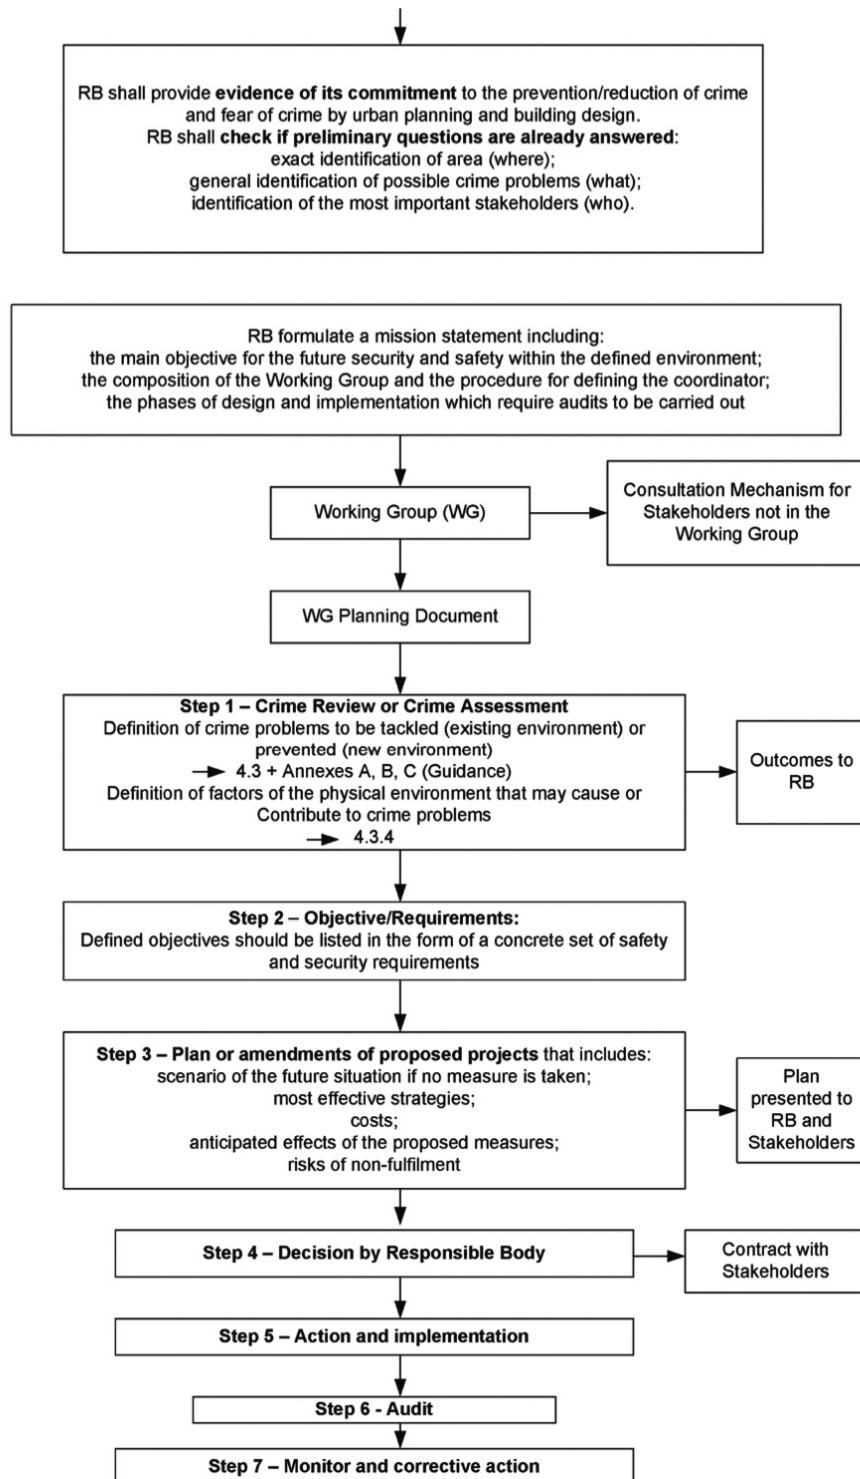 RB shall provide evidence of its commitment to the prevention/reduction of crime
and fear of crime by urban planning and building design.
RB shall check if preliminary questions are already answered:
exact identification of area (where);
general identification of possible crime problems (what);
identification of the most important stakeholders (who).
RB formulate a mission statement including:
the main objective for the future security and safety within the defined environment;
the composition of the Working Group and the procedure for defining the coordinator;
the phases of design and implementation which require audits to be carried out
Working Group (WG)
Consultation Mechanism for
Stakeholders not in the
Working Group
WG Planning Document
Step 1 – Crime Review or Crime Assessment
Definition of crime problems to be tackled (existing environment) or
prevented (new environment)
4.3 + Annexes A, B, C (Guidance)
Definition of factors of the physical environment that may cause or
Contribute to crime problems
4.3.4
Outcomes to
RB
Step 2 – Objective/Requirements:
Defined objectives should be listed in the form of a concrete set of safety
and security requirements
Step 3 – Plan or amendments of proposed projects that includes:
scenario of the future situation if no measure is taken;
most effective strategies;
costs;
anticipated effects of the proposed measures;
risks of non-fulfilment
Plan
presented to
RB and
Stakeholders
Step 4 – Decision by Responsible Body
Contract with
Stakeholders
Step 5 – Action and implementation
Step 6 - Audit
Step 7 – Monitor and corrective action